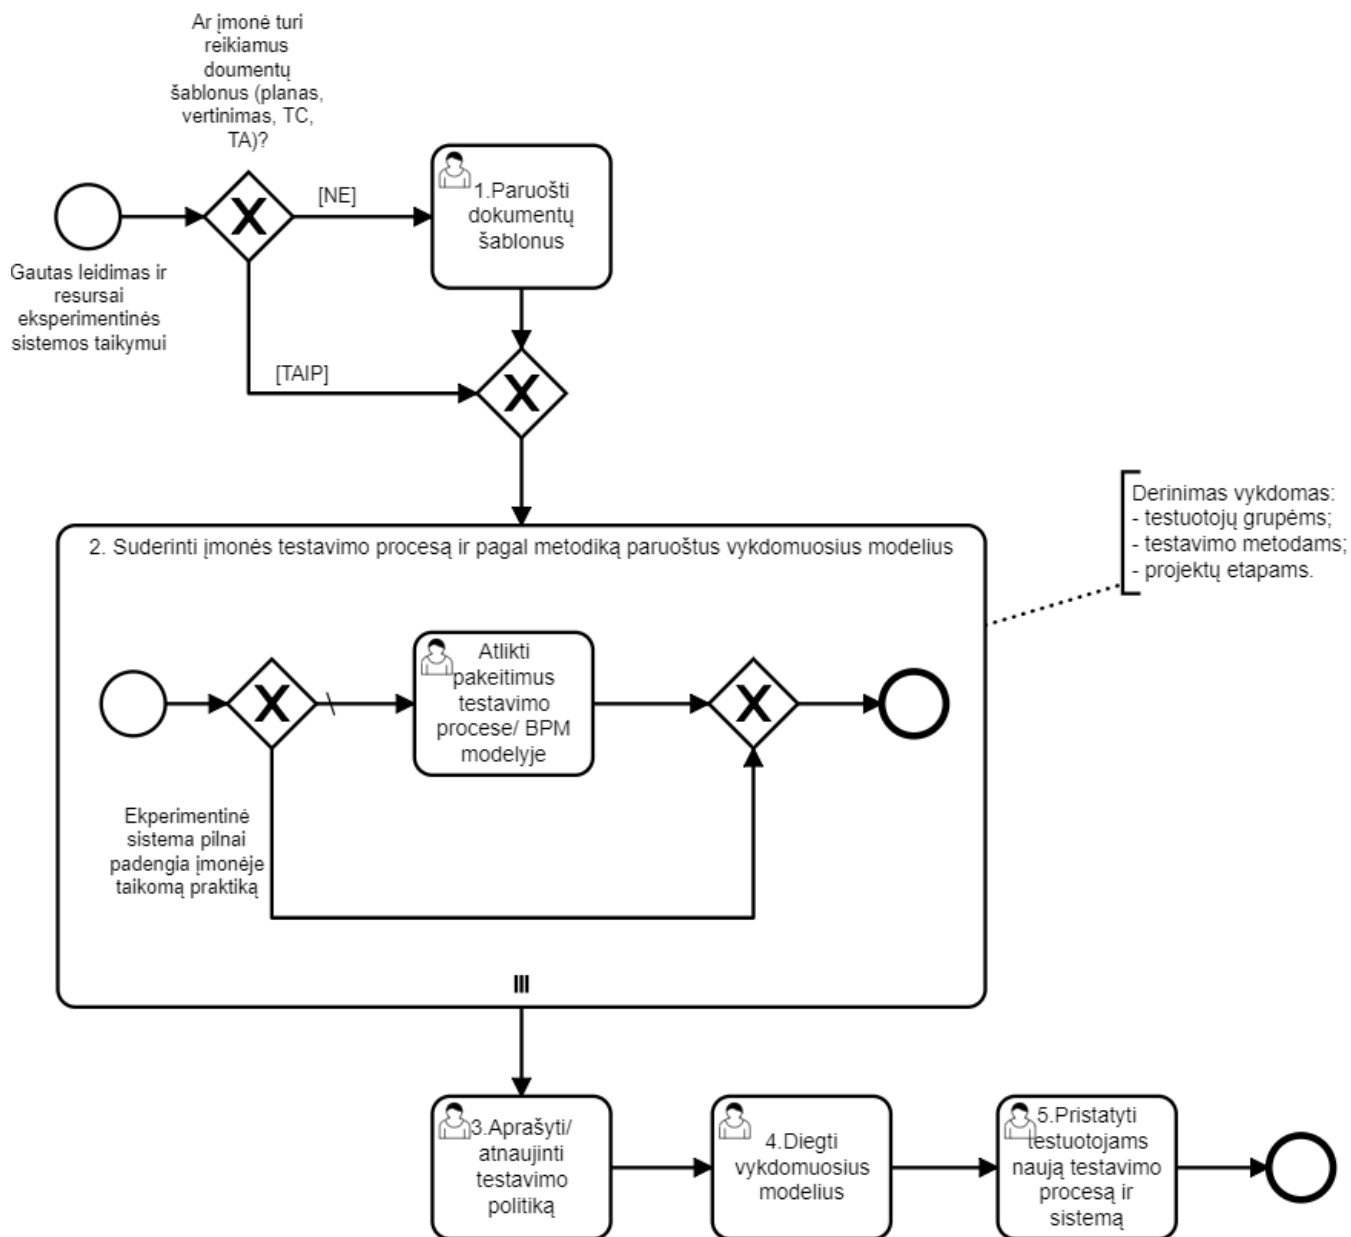 Ar įmonė turi
reikiamus
doumentų
šablonus (planas,
vertinimas, TC,
TA)?
[NE]
1.Paruošti
dokumentų
šablonus
Gautas leidimas ir
resursai
eksperimentinės
sistemos taikymui
[TAIP]
Derinimas vykdomas:
- testuotojų grupėms;
- testavimo metodams;
- projektų etapams.
2. Suderinti įmonės testavimo procesą ir pagal metodiką paruoštus vykdomuosius modelius
Atlikti
pakeitimus
testavimo
procese/ BPM
modelyje
Ekperimentinė
sistema pilnai
padengia įmonėje
taikomą praktiką
3.Aprašyti/
atnaujinti
testavimo
politiką
4.Diegti
vykdomuosius
modelius
5.Pristatyti
testuotojams
naują testavimo
procesą ir
sistemą